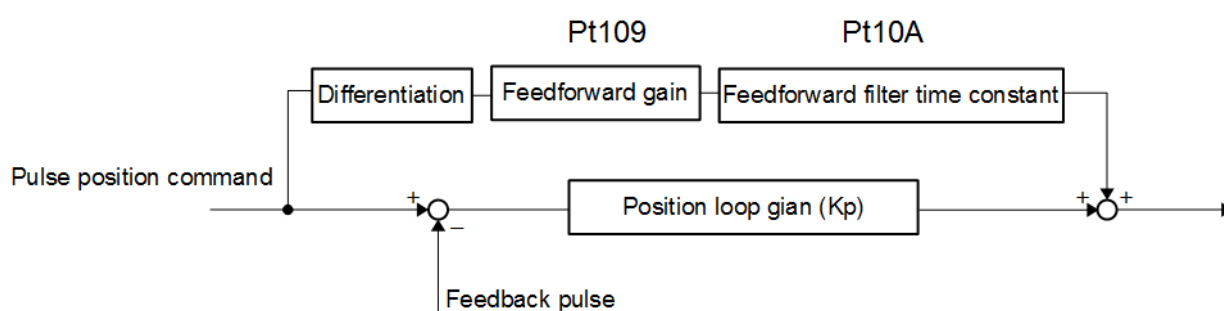 Pt109 Pt10A
Differentiation Feedforward gain Feedforward filter time constant
Pulse position command
+ Position loop gian (Kp) + +
−
Feedback pulse